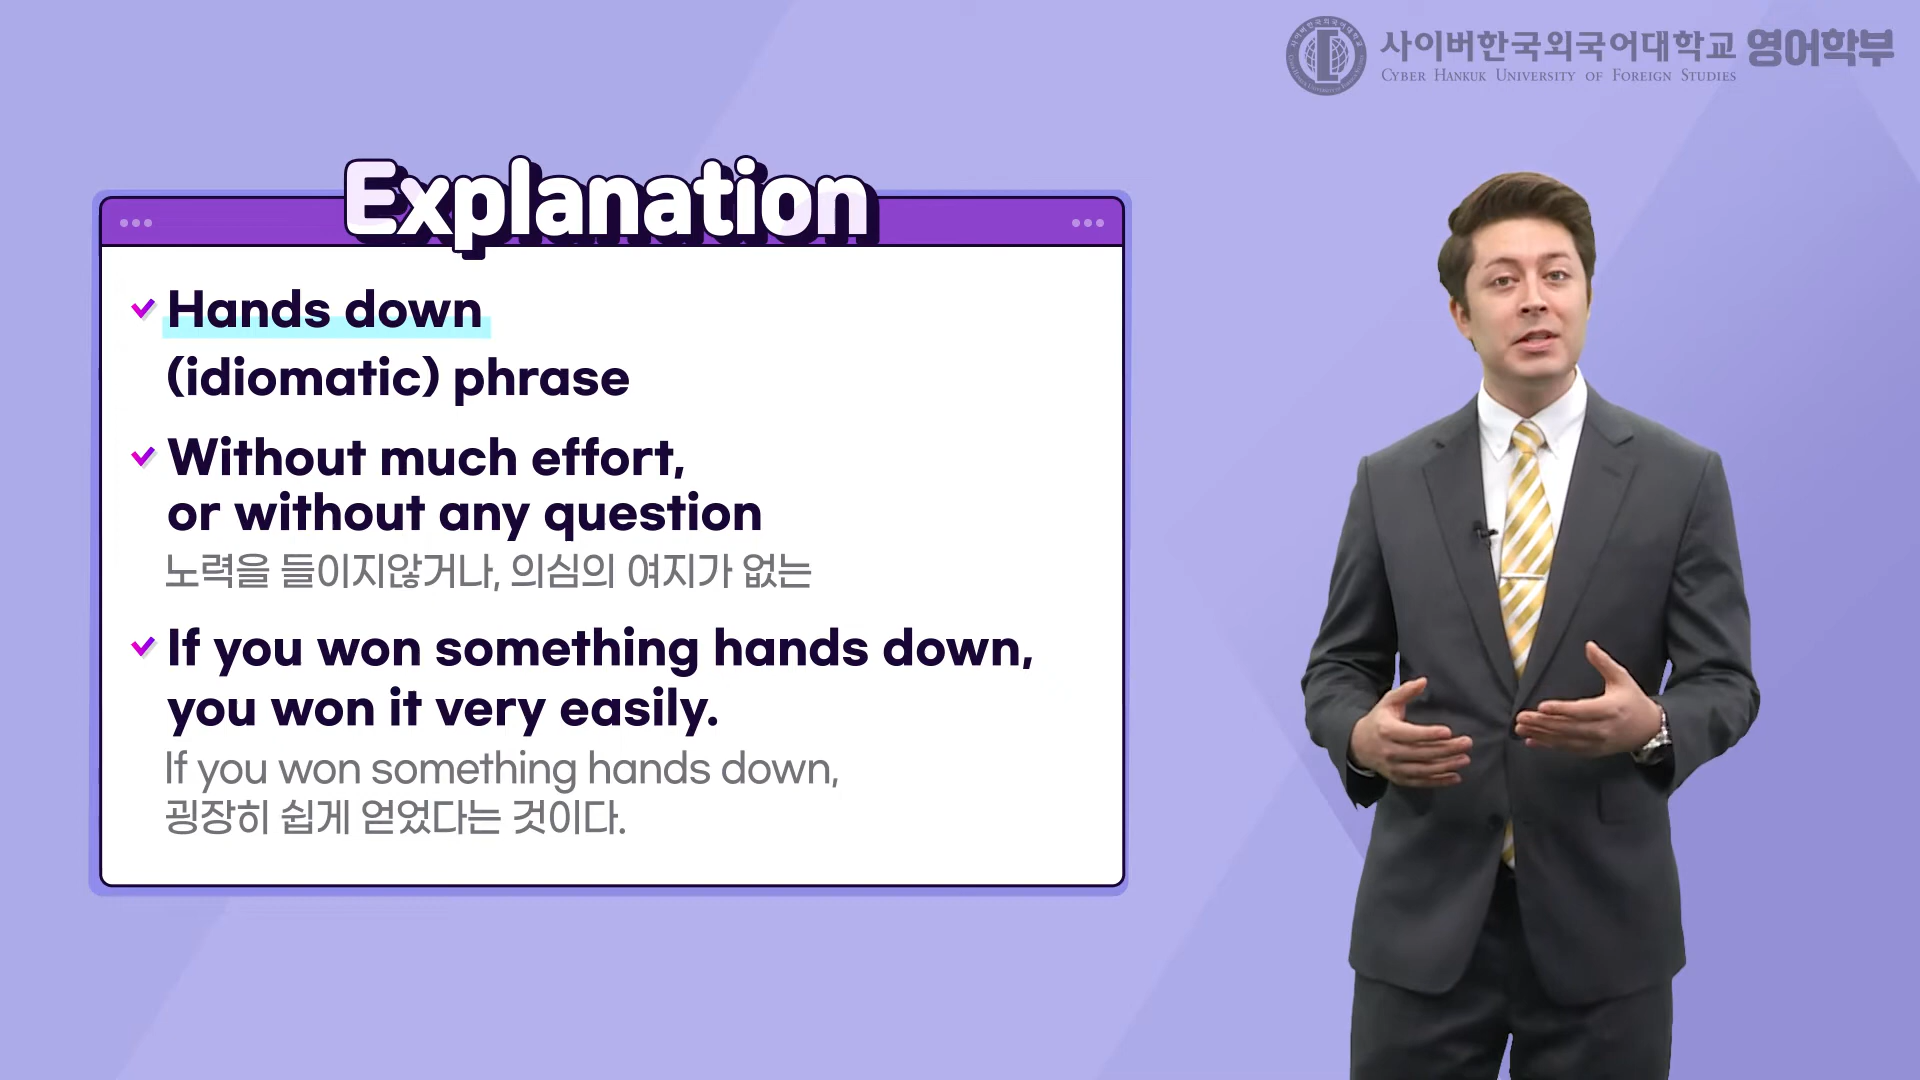 사이버한국외국어대학교 영어학부
CYBER HANKUK UNIVERSITY OF FOREIGN STUDIES
Explanation
Hands down
(idiomatic) phrase
Without much effort,
or without any question
노력을 들이지않거나, 의심의 여지가 없는
If you won something hands down,
you won it very easily.
If you won something hands down,
굉장히 쉽게 얻었다는 것이다.